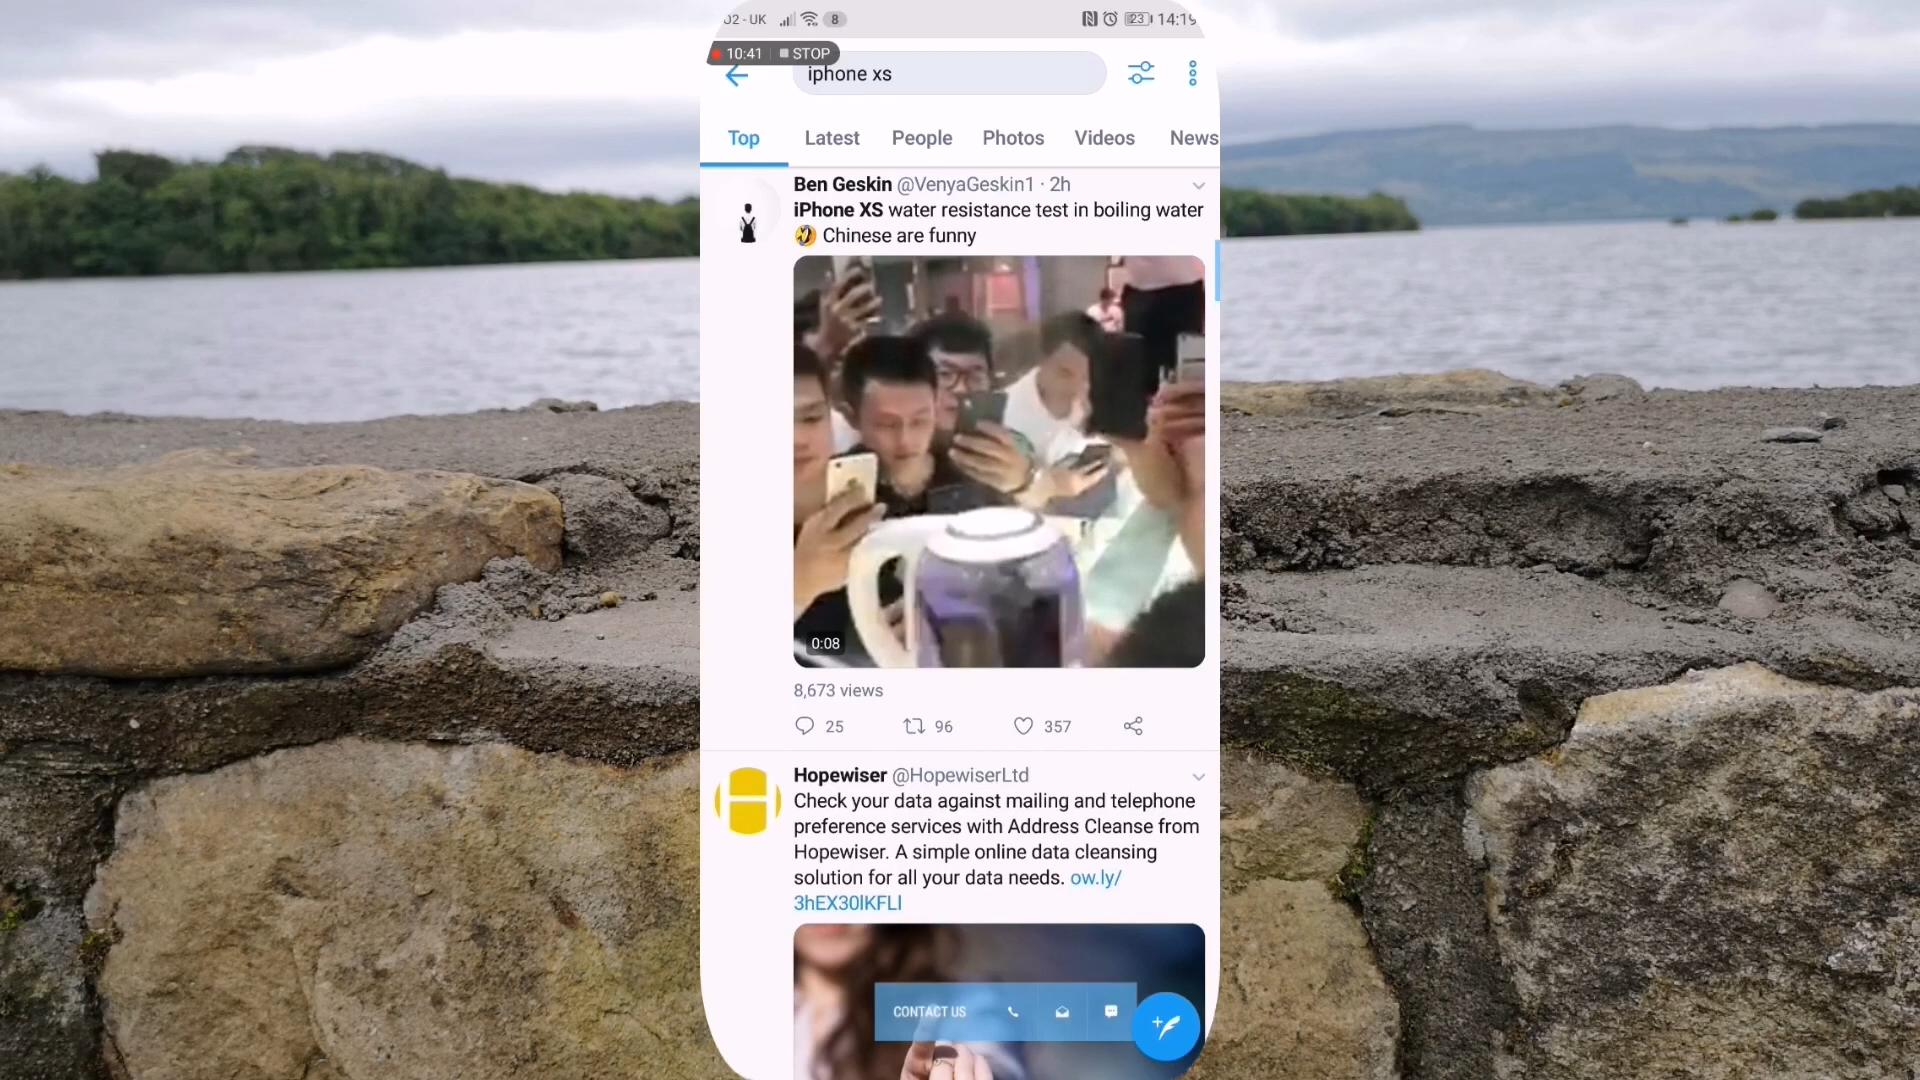 O2 - UK 8 23 14:19
10:41 STOP
iphone xs
Top Latest People Photos Videos News
Ben Geskin @VenyaGeskin1 · 2h
iPhone XS water resistance test in boiling water
🤣 Chinese are funny
0:08
8,673 views
25 96 357
Hopewiser @HopewiserLtd
Check your data against mailing and telephone
preference services with Address Cleanse from
Hopewiser. A simple online data cleansing
solution for all your data needs. ow.ly/
3hEX30lKFLl
CONTACT US